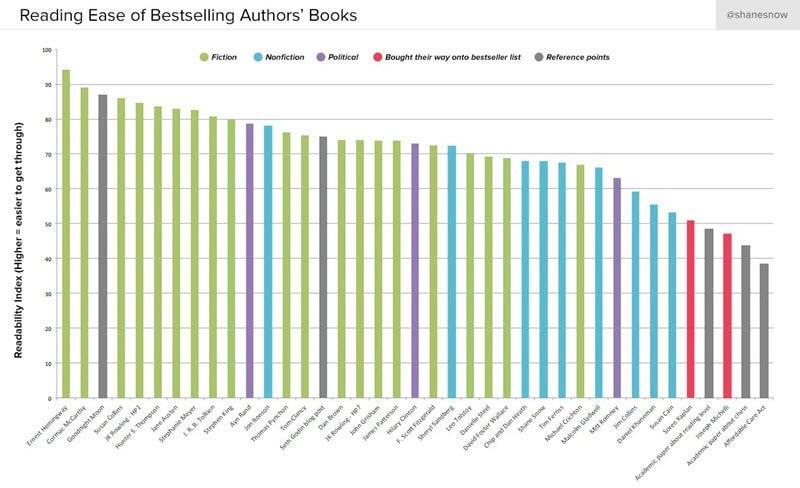 Reading Ease of Bestselling Authors' Books
@shanesnow
Fiction
Nonfiction
Political
Bought their way onto bestseller list
Reference points
Readability Index (Higher = easier to get through)
100
90
80
70
60
50
40
30
20
10
0
Ernest Hemingway
Cormac McCarthy
Goodnight Moon
Susan Collins
JK Rowling - HP1
Hunter S. Thompson
Jane Austen
Stephanie Meyer
J. R. R. Tolkien
Stephen King
Ayn Rand
Jon Ronson
Thomas Pynchon
Tom Clancy
Seth Godin blog post
Dan Brown
JK Rowling - HP7
John Grisham
James Patterson
Hilary Clinton
F. Scott Fitzgerald
Sheryl Sandberg
Leo Tolstoy
Danielle Steel
David Foster Wallace
Chip and Dan Heath
Shane Snow
Tim Ferriss
Michael Crichton
Malcolm Gladwell
Mitt Romney
Jim Collins
Daniel Khaneman
Susan Cain
Soren Kaplan
Academic paper about reading level
Joseph Michelli
Academic paper about chess
Affordable Care Act